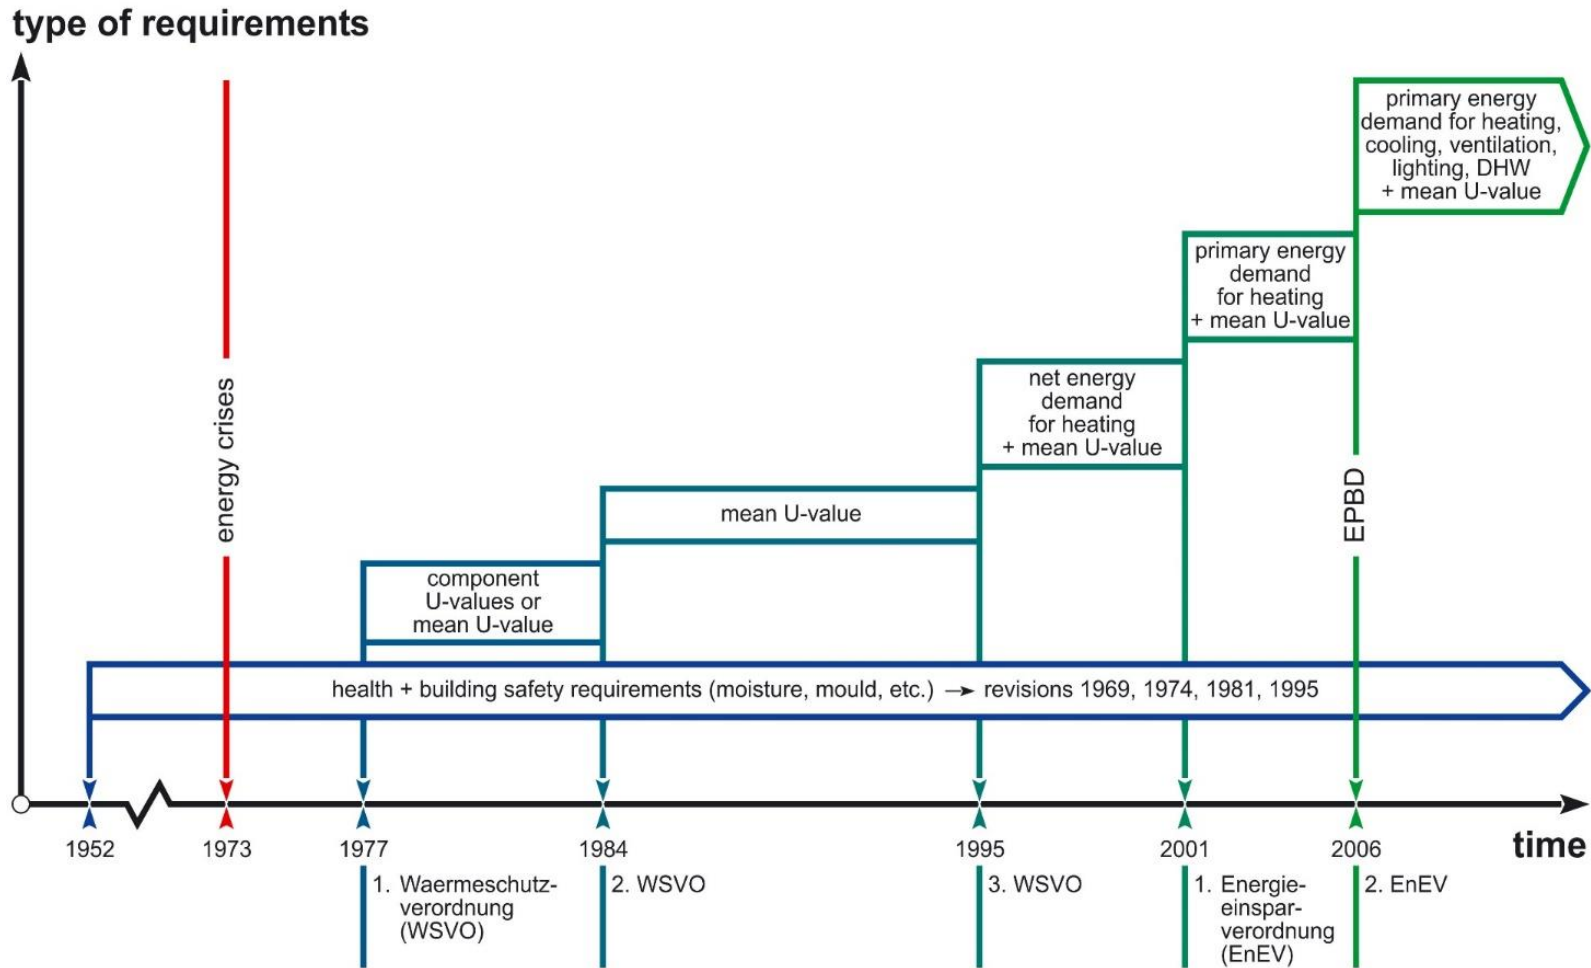 type of requirements
primary energy
demand for heating,
cooling, ventilation,
lighting, DHW
+ mean U-value
primary energy
demand
for heating
+ mean U-value
net energy
demand
for heating
+ mean U-value
energy crises
EPBD
mean U-value
component
U-values or
mean U-value
health + building safety requirements (moisture, mould, etc.) → revisions 1969, 1974, 1981, 1995
1952 1973 1977 1984 1995 2001 2006
time
1. Waermeschutz-
verordnung
(WSVO)
2. WSVO
3. WSVO
1. Energie-
einspar-
verordnung
(EnEV)
2. EnEV